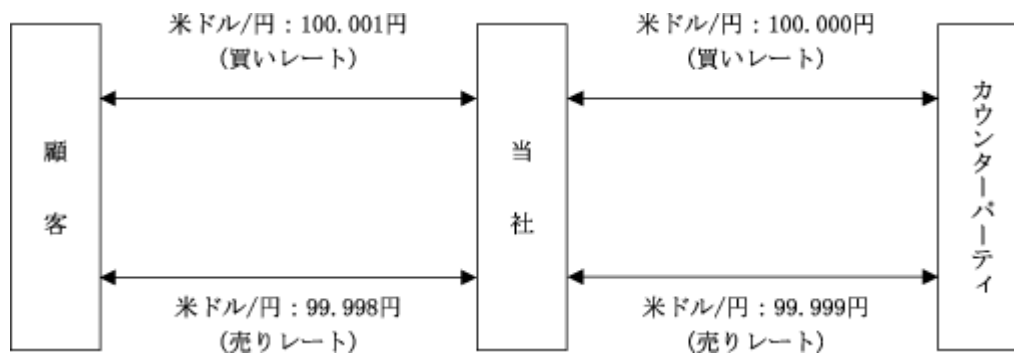 米ドル/円：100.001円
(買いレート)
米ドル/円：100.000円
(買いレート)
顧客
当社
カウンターパーティ
米ドル/円：99.998円
(売りレート)
米ドル/円：99.999円
(売りレート)